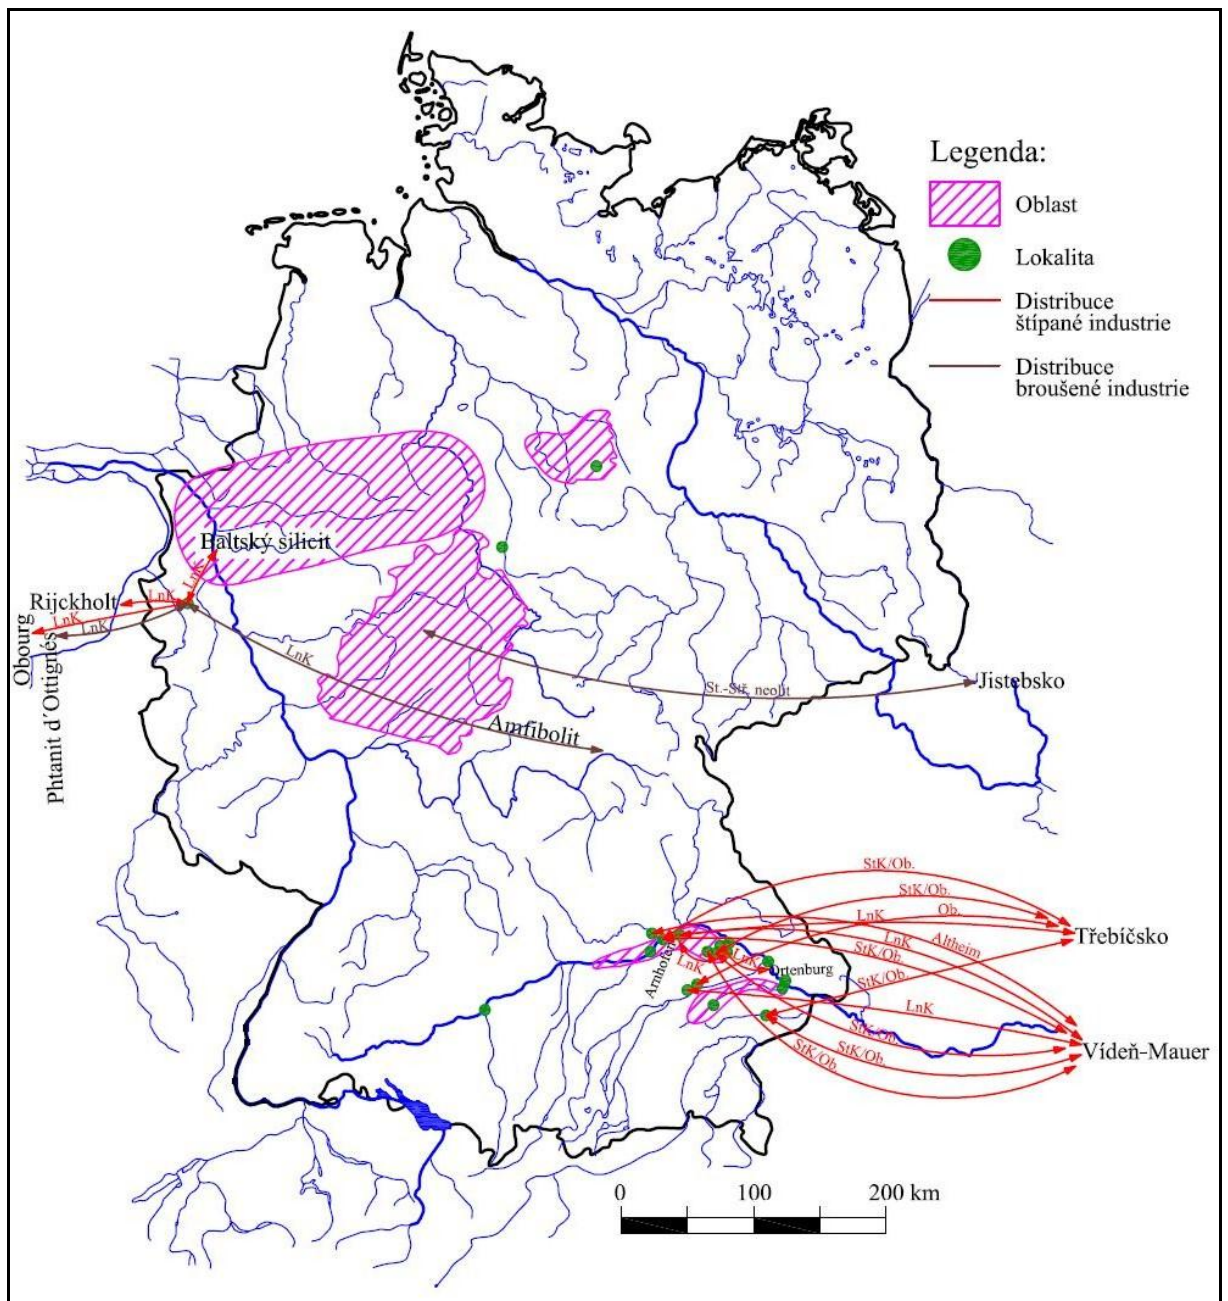 Legenda:
Oblast
Lokalita
Distribuce
štípané industrie
Distribuce
broušené industrie
Baltský silicit
LnK
Rijckholt
LnK
LnK
LnK
Obourg
Phtanit d´Ottignés
LnK
St.-Stř. neolit
Jistebsko
Amfibolit
StK/Ob.
StK/Ob.
Ob.
LnK
Třebíčsko
LnK
Altheim
StK/Ob.
LnK
LnK
Ortenburg
Arnhofen
StK/Ob.
LnK
StK/Ob.
StK/Ob.
StK/Ob.
Vídeň-Mauer
0 100 200 km